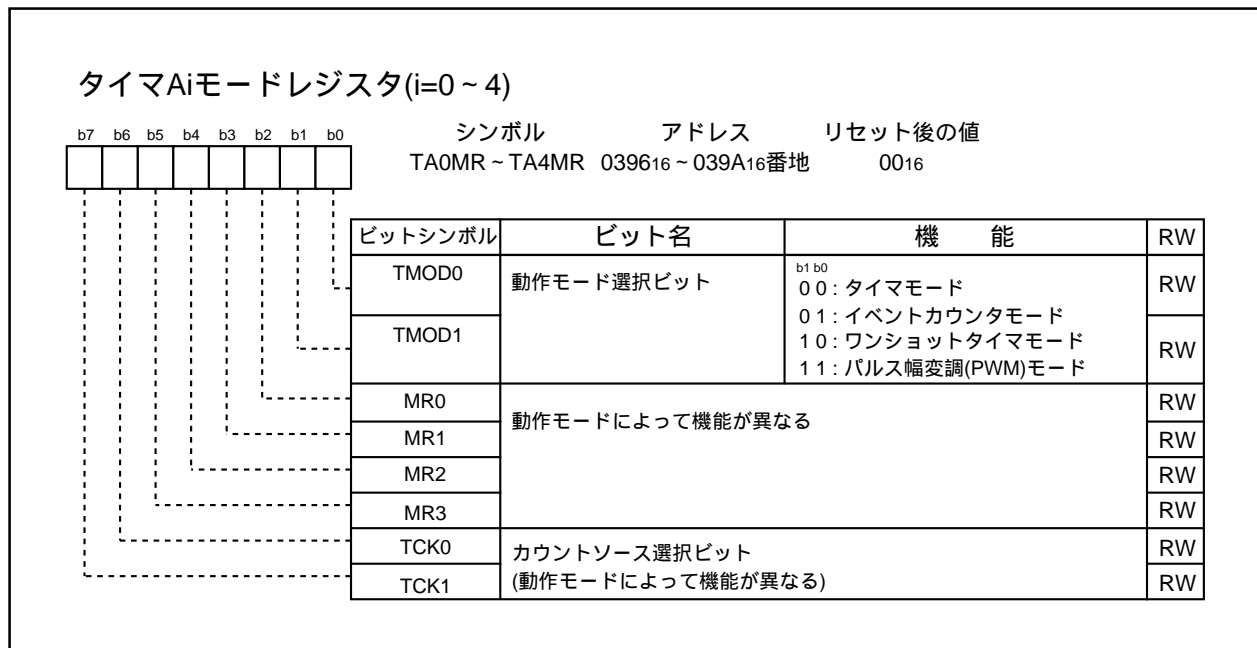 タイマAiモードレジスタ(i=0～4)
b7 b6 b5 b4 b3 b2 b1 b0
シンボル アドレス リセット後の値
TA0MR～TA4MR 039616～039A16番地 0016
ビットシンボル ビット名 機 能 RW
TMOD0 動作モード選択ビット RW
b1 b0
0 0 : タイマモード
0 1 : イベントカウンタモード
TMOD1 RW
1 0 : ワンショットタイマモード
1 1 : パルス幅変調(PWM)モード
MR0 動作モードによって機能が異なる RW
MR1 RW
MR2 RW
MR3 RW
TCK0 カウントソース選択ビット RW
TCK1 (動作モードによって機能が異なる) RW